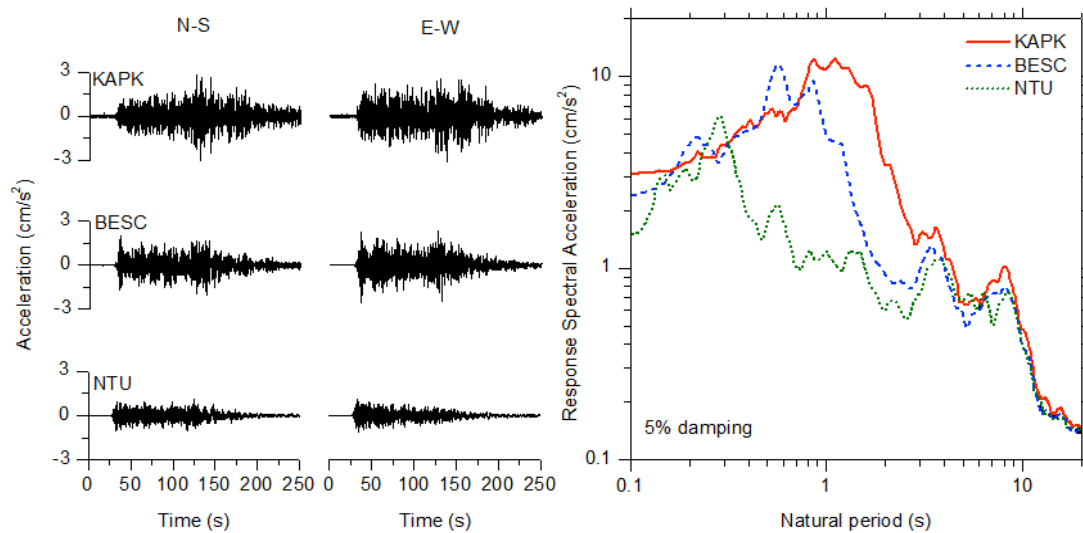 N-S
E-W
Acceleration (cm/s²)
3
KAPK
0
-3
3
BESC
0
-3
3
NTU
0
-3
0 50 100 150 200 250
0 50 100 150 200 250
Time (s)
Time (s)
Response Spectral Acceleration (cm/s²)
10
1
0.1
KAPK
BESC
NTU
5% damping
0.1 1 10
Natural period (s)